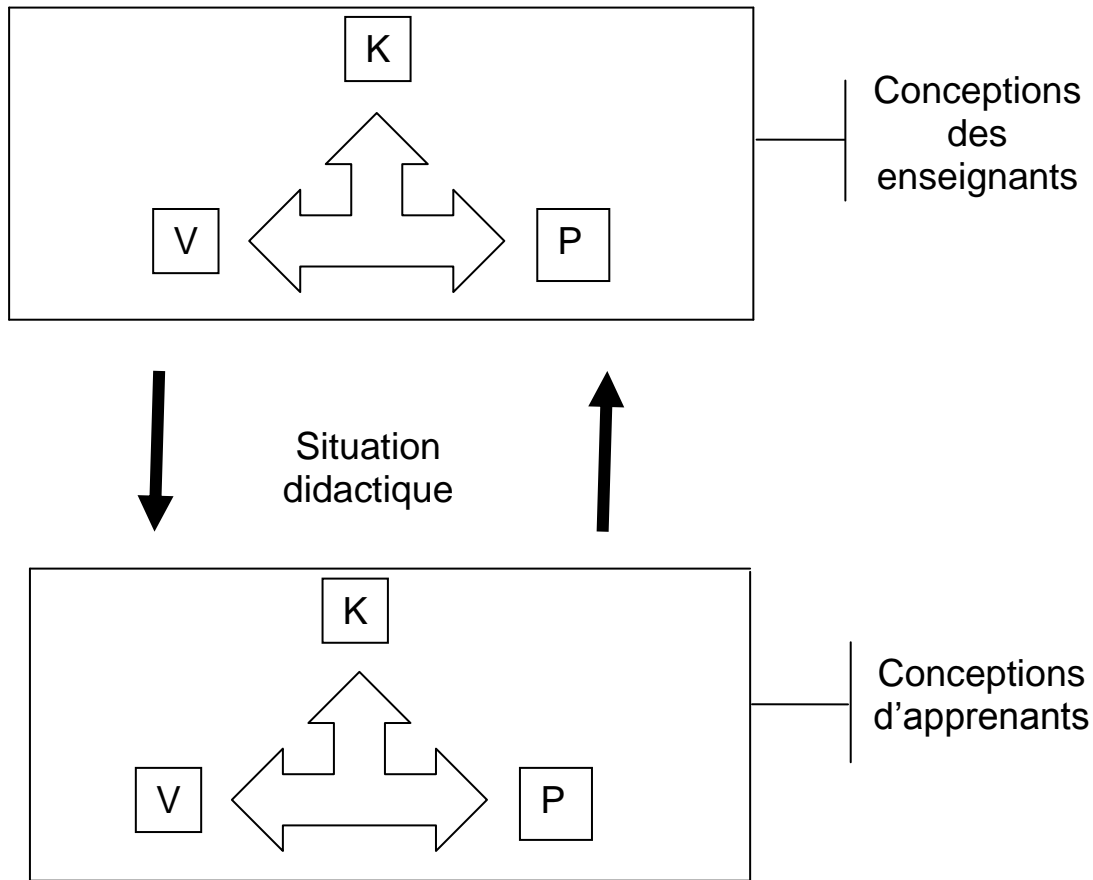 K
V
P
Conceptions
des
enseignants
Situation
didactique
K
V
P
Conceptions
d’apprenants